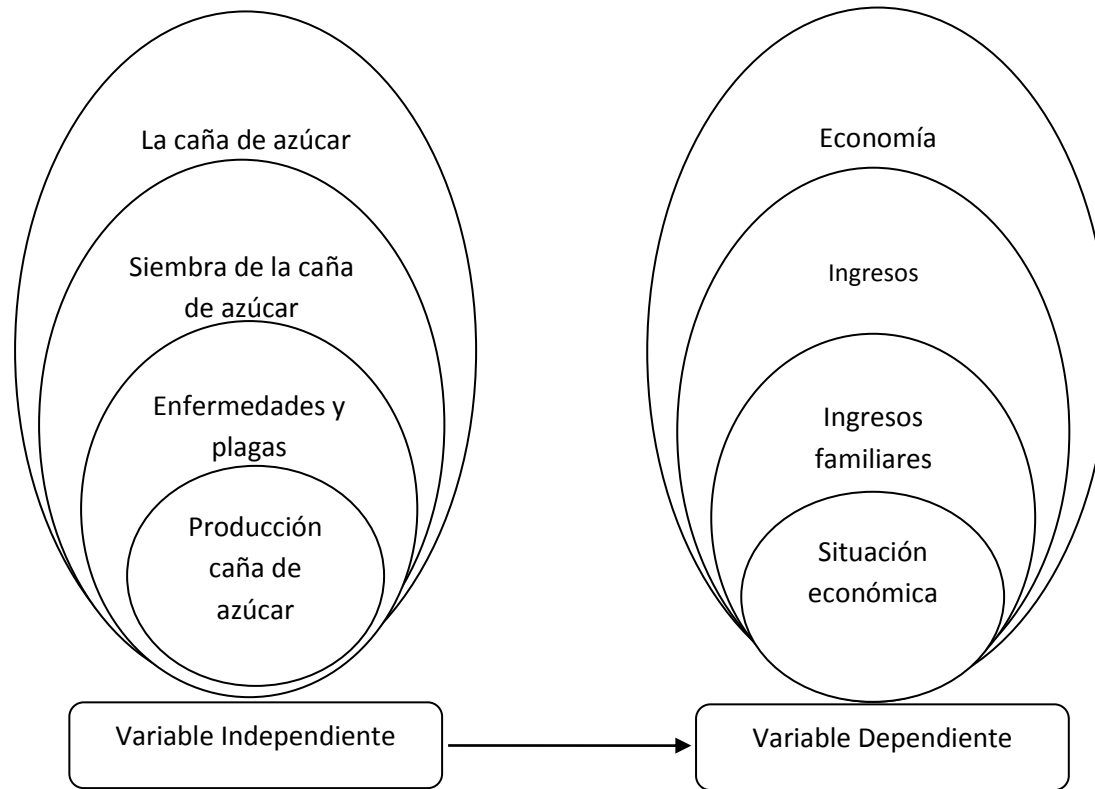 La caña de azúcar
Siembra de la caña
de azúcar
Enfermedades y
plagas
Producción
caña de
azúcar
Variable Independiente
Economía
Ingresos
Ingresos
familiares
Situación
económica
Variable Dependiente